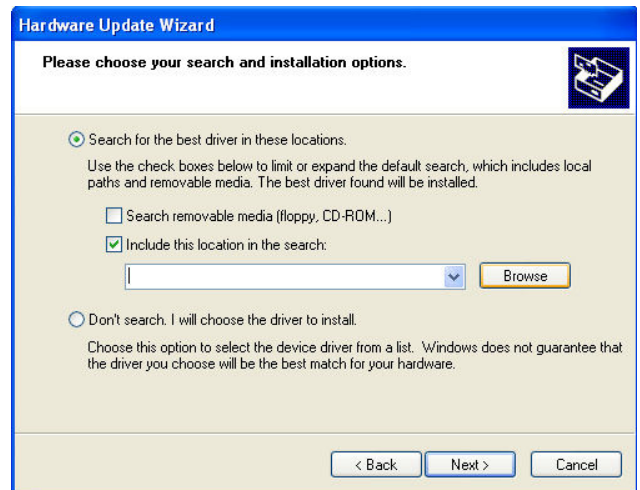 Hardware Update Wizard
Please choose your search and installation options.
Search for the best driver in these locations.
Use the check boxes below to limit or expand the default search, which includes local
paths and removable media. The best driver found will be installed.
Search removable media (floppy, CD-ROM...)
Include this location in the search:
Browse
Don't search. I will choose the driver to install.
Choose this option to select the device driver from a list. Windows does not guarantee that
the driver you choose will be the best match for your hardware.
< Back Next > Cancel